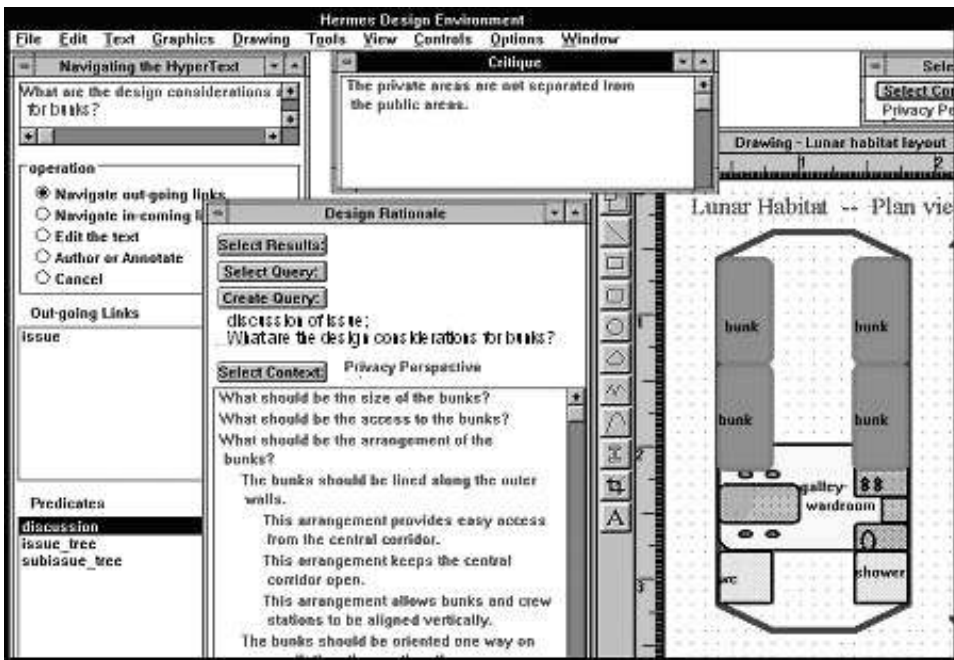 Hermes Design Environment
File Edit Text Graphics Drawing Tools View Controls Options Window
Navigating the HyperText
What are the design considerations
for bunks?
operation
Navigate out-going links
Navigate in-coming li
Edit the text
Author or Annotate
Cancel
Out-going Links
issue
Predicates
discussion
issue_tree
subissue_tree
Critique
The private areas are not separated from
the public areas.
Design Rationale
Select Results:
Select Query:
Create Query:
discussion of issue;
What are the design considerations for bunks?
Select Context: Privacy Perspective
What should be the size of the bunks?
What should be the access to the bunks?
What should be the arrangement of the
bunks?
The bunks should be lined along the outer
walls.
This arrangement provides easy access
from the central corridor.
This arrangement keeps the central
corridor open.
This arrangement allows bunks and crew
stations to be aligned vertically.
The bunks should be oriented one way on
A
1
2
3
Sele
Select Con
Privacy Pe
Drawing - Lunar habitat layout
1 2
Lunar Habitat -- Plan vie
bunk bunk
bunk bunk
galley-
wardroom
wc shower